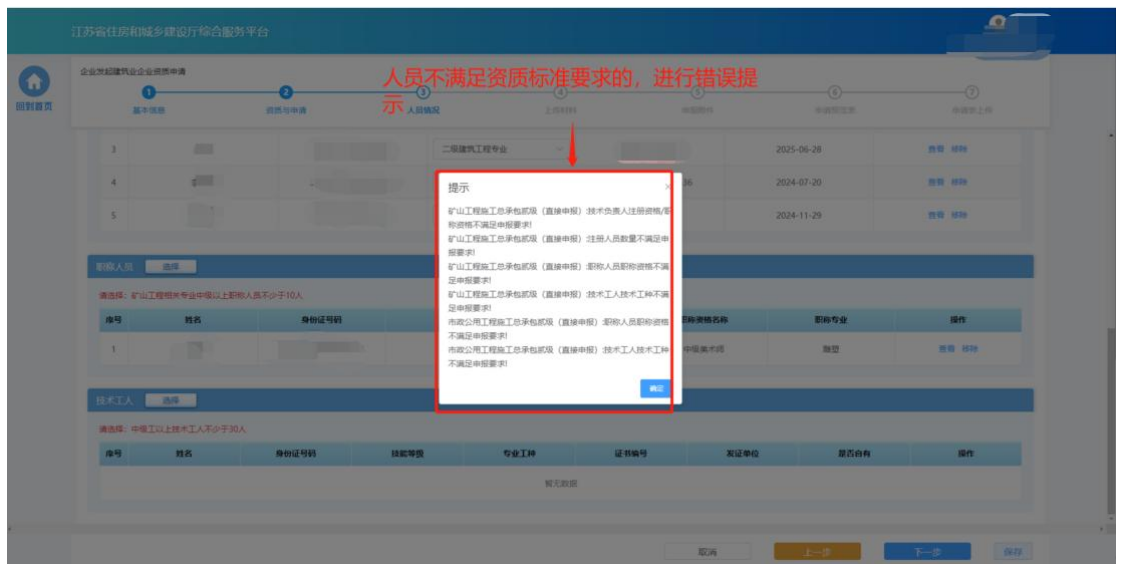 江苏省住房和城乡建设厅综合服务平台
企业发起建筑业企业资质申请
人员不满足资质标准要求的，进行错误提
示
1 2 3 4 5 6 7
回到首页
基本信息 资质与申请 人员情况 上传材料
3 二级建筑工程专业 2025-06-28 查看 移除
4 36 2024-07-20 查看 移除
5 2024-11-29 查看 移除
提示 ×
矿山工程施工总承包贰级（直接申报）:技术负责人注册资格/职
称资格不满足申报要求!
矿山工程施工总承包贰级（直接申报）:注册人员数量不满足申
报要求!
矿山工程施工总承包贰级（直接申报）:职称人员职称资格不满
足申报要求!
矿山工程施工总承包贰级（直接申报）:技术工人技术工种不满
足申报要求!
市政公用工程施工总承包贰级（直接申报）:职称人员职称资格
不满足申报要求!
市政公用工程施工总承包贰级（直接申报）:技术工人技术工种
不满足申报要求!
确定
职称人员 选择
请选择：矿山工程相关专业中级以上职称人员不少于10人
序号 姓名 身份证号码 职称资格名称 职称专业 操作
1 中级美术师 雕塑 查看 移除
技术工人 选择
请选择：中级工以上技术工人不少于30人
序号 姓名 身份证号码 技能等级 专业工种 证书编号 发证单位 是否自有 操作
暂无数据
取消 上一步 下一步 保存